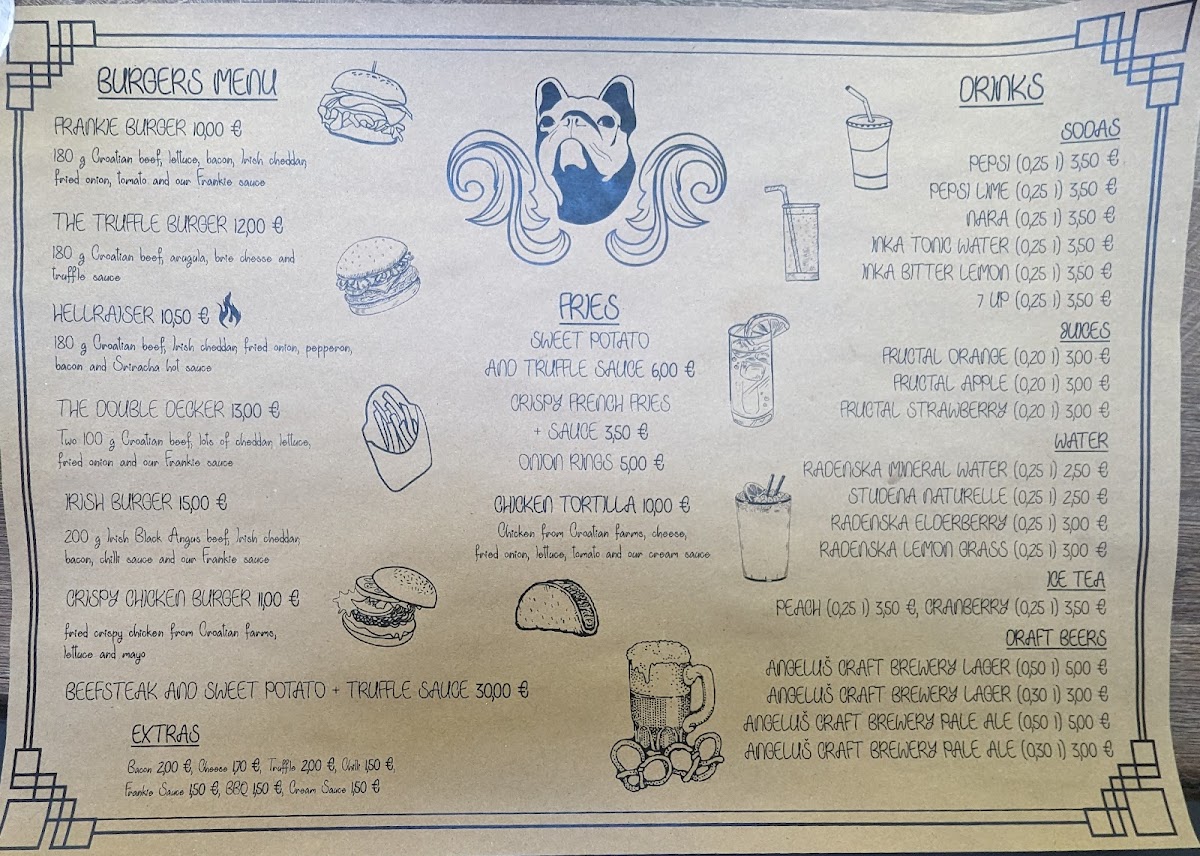 BURGERS MENU
FRANKIE BURGER 10,00 €
180 g Croatian beef, lettuce, bacon, Irish cheddar,
fried onion, tomato and our Frankie sauce
THE TRUFFLE BURGER 12,00 €
180 g Croatian beef, arugula, brie cheese and
truffle sauce
HELLRAISER 10,50 €
180 g Croatian beef, Irish cheddar, fried onion, pepperon,
bacon and Sriracha hot sauce
THE DOUBLE DECKER 13,00 €
Two 100 g Croatian beef, lots of cheddar, lettuce,
fried onion and our Frankie sauce
IRISH BURGER 15,00 €
200 g Irish Black Angus beef, Irish cheddar,
bacon, chilli sauce and our Frankie sauce
CRISPY CHICKEN BURGER 11,00 €
fried crispy chicken from Croatian farms,
lettuce and mayo
BEEFSTEAK AND SWEET POTATO + TRUFFLE SAUCE 30,00 €
EXTRAS
Bacon 2,00 €, Cheese 1,70 €, Truffle 2,00 €, Chilli 1,50 €,
Frankie Sauce 1,50 €, BBQ 1,50 €, Cream Sauce 1,50 €
FRIES
SWEET POTATO
AND TRUFFLE SAUCE 6,00 €
CRISPY FRENCH FRIES
+ SAUCE 3,50 €
ONION RINGS 5,00 €
CHICKEN TORTILLA 10,00 €
Chicken from Croatian farms, cheese,
fried onion, lettuce, tomato and our cream sauce
DRINKS
SODAS
PEPSI (0,25 l) 3,50 €
PEPSI LIME (0,25 l) 3,50 €
NARA (0,25 l) 3,50 €
INKA TONIC WATER (0,25 l) 3,50 €
INKA BITTER LEMON (0,25 l) 3,50 €
7 UP (0,25 l) 3,50 €
JUICES
FRUCTAL ORANGE (0,20 l) 3,00 €
FRUCTAL APPLE (0,20 l) 3,00 €
FRUCTAL STRAWBERRY (0,20 l) 3,00 €
WATER
RADENSKA MINERAL WATER (0,25 l) 2,50 €
STUDENA NATURELLE (0,25 l) 2,50 €
RADENSKA ELDERBERRY (0,25 l) 3,00 €
RADENSKA LEMON GRASS (0,25 l) 3,00 €
ICE TEA
PEACH (0,25 l) 3,50 €, CRANBERRY (0,25 l) 3,50 €
CRAFT BEERS
ANGELUŠ CRAFT BREWERY LAGER (0,50 l) 5,00 €
ANGELUŠ CRAFT BREWERY LAGER (0,30 l) 3,00 €
ANGELUŠ CRAFT BREWERY PALE ALE (0,50 l) 5,00 €
ANGELUŠ CRAFT BREWERY PALE ALE (0,30 l) 3,00 €